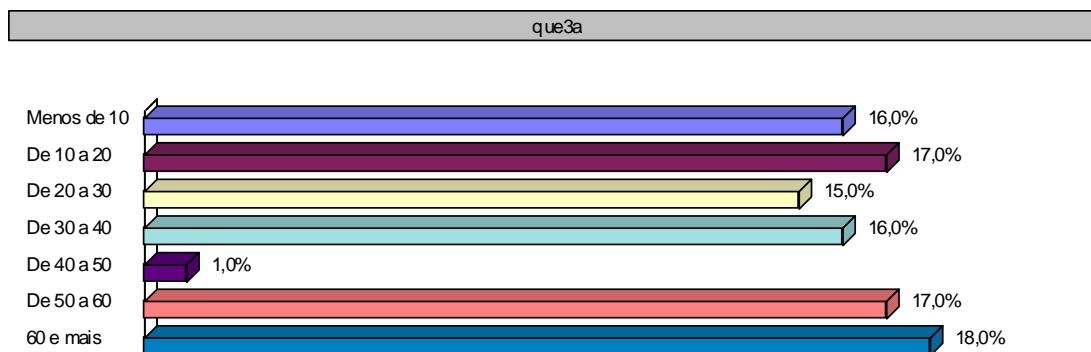 que3a
Menos de 10 16,0%
De 10 a 20 17,0%
De 20 a 30 15,0%
De 30 a 40 16,0%
De 40 a 50 1,0%
De 50 a 60 17,0%
60 e mais 18,0%